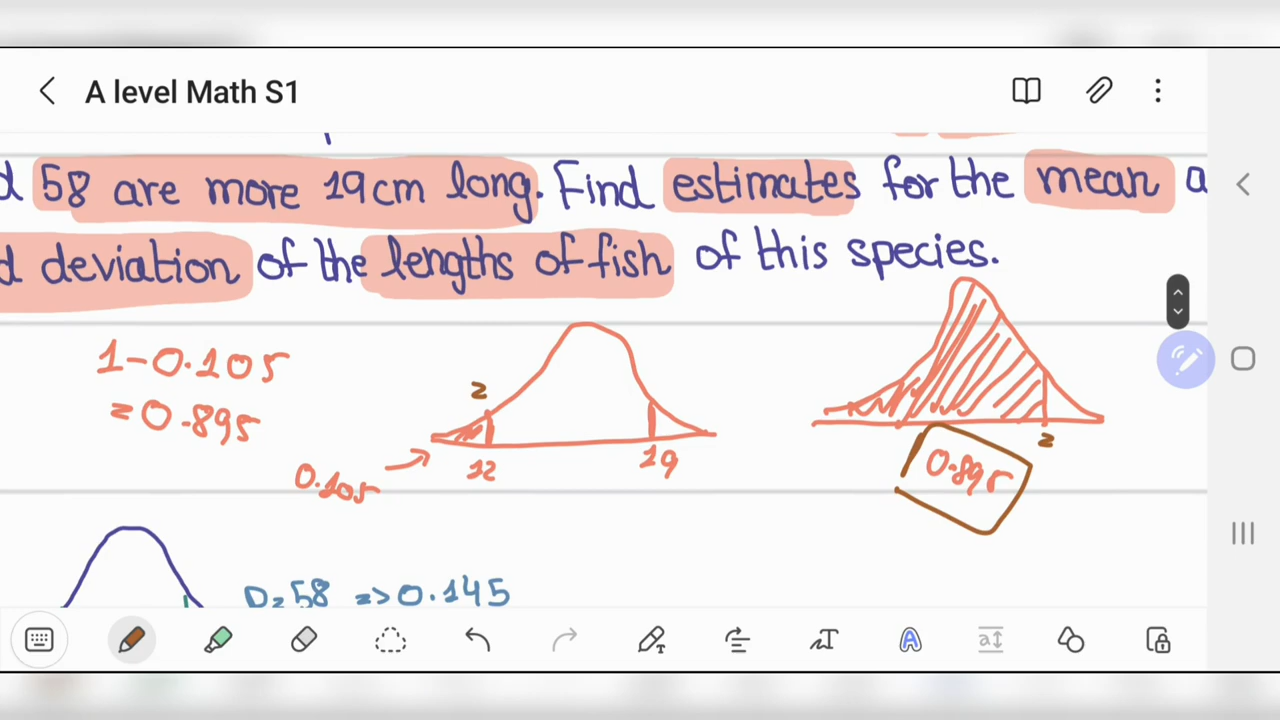 A level Math S1
d 58 are more 19cm long. Find estimates for the mean a
d deviation of the lengths of fish of this species.
1-0.105
=0.895
z
12
19
0.105
z
0.895
P=58 => 0.145